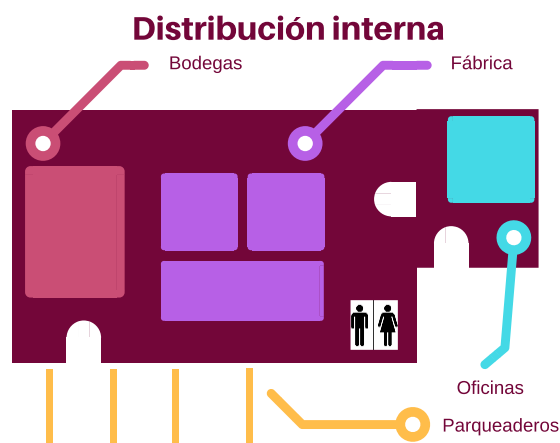 Distribución interna
Bodegas
Fábrica
Oficinas
Parqueaderos